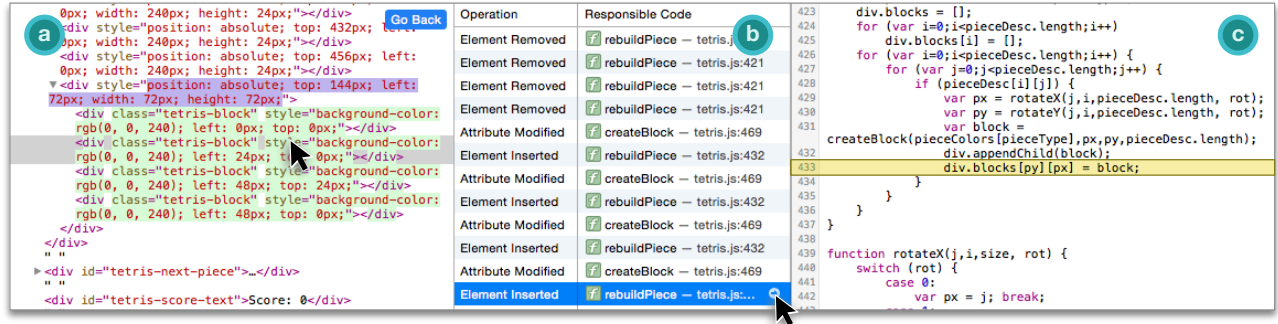 0px; width: 240px; height: 24px;"></div>
<div style="position: absolute; top: 432px; left:
0px; width: 240px; height: 24px;"></div>
<div style="position: absolute; top: 456px; left:
0px; width: 240px; height: 24px;"></div>
▼<div style="position: absolute; top: 144px; left:
72px; width: 72px; height: 72px;">
<div class="tetris-block" style="background-color:
rgb(0, 0, 240); left: 0px; top: 0px;"></div>
<div class="tetris-block" style="background-color:
rgb(0, 0, 240); left: 24px; top: 0px;"></div>
<div class="tetris-block" style="background-color:
rgb(0, 0, 240); left: 48px; top: 24px;"></div>
<div class="tetris-block" style="background-color:
rgb(0, 0, 240); left: 48px; top: 0px;"></div>
</div>
</div>
" "
▶<div id="tetris-next-piece">…</div>
" "
<div id="tetris-score-text">Score: 0</div>
Go Back
a
Operation Responsible Code
Element Removed f rebuildPiece — tetris.j
Element Removed f rebuildPiece — tetris.js:421
Element Removed f rebuildPiece — tetris.js:421
Element Removed f rebuildPiece — tetris.js:421
Attribute Modified f createBlock — tetris.js:469
Element Inserted f rebuildPiece — tetris.js:432
Attribute Modified f createBlock — tetris.js:469
Element Inserted f rebuildPiece — tetris.js:432
Attribute Modified f createBlock — tetris.js:469
Element Inserted f rebuildPiece — tetris.js:432
Attribute Modified f createBlock — tetris.js:469
Element Inserted f rebuildPiece — tetris.js:...
b
423 div.blocks = [];
424 for (var i=0;i<pieceDesc.length;i++)
425 div.blocks[i] = [];
426 for (var i=0;i<pieceDesc.length;i++) {
427 for (var j=0;j<pieceDesc.length;j++) {
428 if (pieceDesc[i][j]) {
429 var px = rotateX(j,i,pieceDesc.length, rot);
430 var py = rotateY(j,i,pieceDesc.length, rot);
431 var block =
createBlock(pieceColors[pieceType],px,py,pieceDesc.length);
432 div.appendChild(block);
433 div.blocks[py][px] = block;
434 }
435 }
436 }
437 }
438
439 function rotateX(j,i,size, rot) {
440 switch (rot) {
441 case 0:
442 var px = j; break;
c